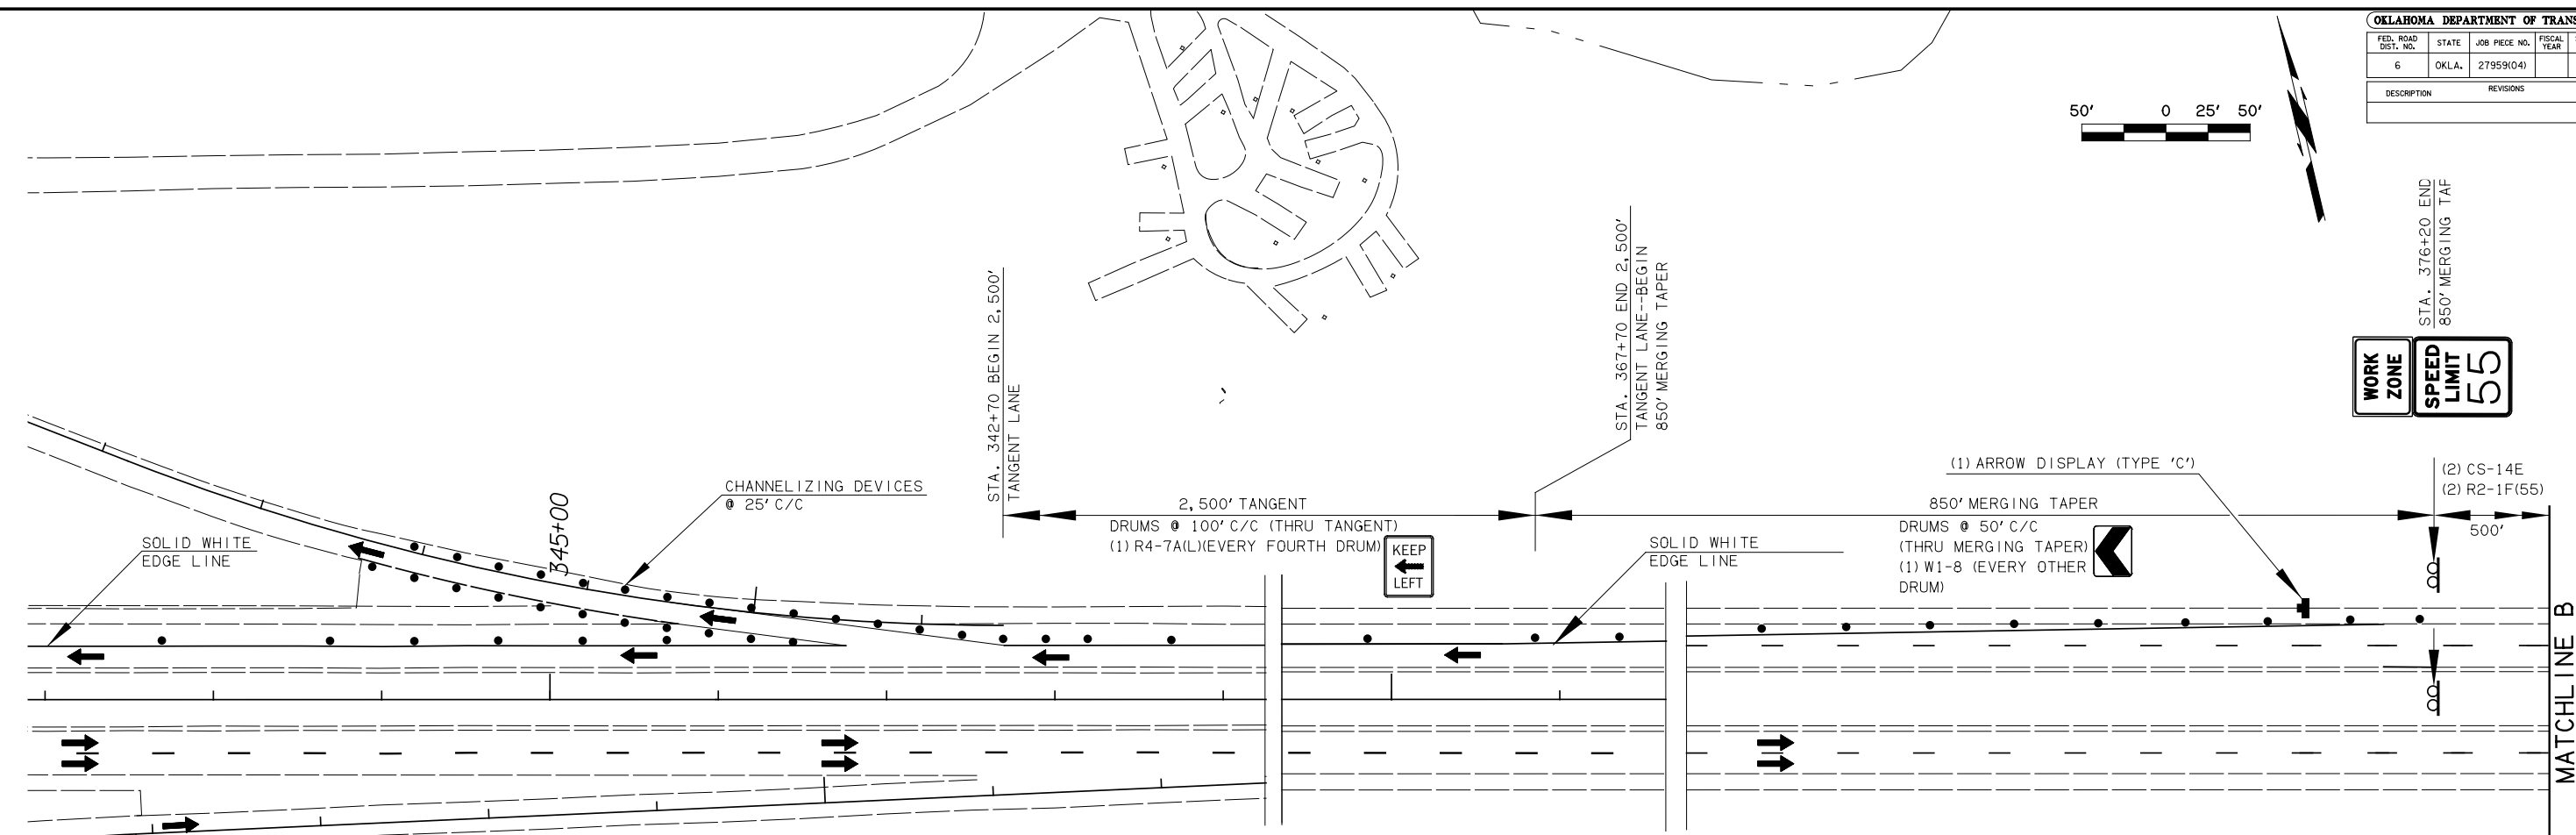 OKLAHOMA DEPARTMENT OF TRANS
FED. ROAD DIST. NO.
STATE
JOB PIECE NO.
FISCAL YEAR
6
OKLA.
27959(04)
DESCRIPTION
REVISIONS
50' 0 25' 50'
STA. 376+20 END
850' MERGING TAP
WORK
ZONE
SPEED
LIMIT
55
STA. 342+70 BEGIN 2,500'
TANGENT LANE
STA. 367+70 END 2,500'
TANGENT LANE--BEGIN
850' MERGING TAPER
(1) ARROW DISPLAY (TYPE 'C')
(2) CS-14E
(2) R2-1F(55)
500'
CHANNELIZING DEVICES
@ 25' C/C
345+00
SOLID WHITE
EDGE LINE
2,500' TANGENT
DRUMS @ 100' C/C (THRU TANGENT)
(1) R4-7A(L)(EVERY FOURTH DRUM)
KEEP
LEFT
SOLID WHITE
EDGE LINE
850' MERGING TAPER
DRUMS @ 50' C/C
(THRU MERGING TAPER)
(1) W1-8 (EVERY OTHER
DRUM)
MATCHLINE B